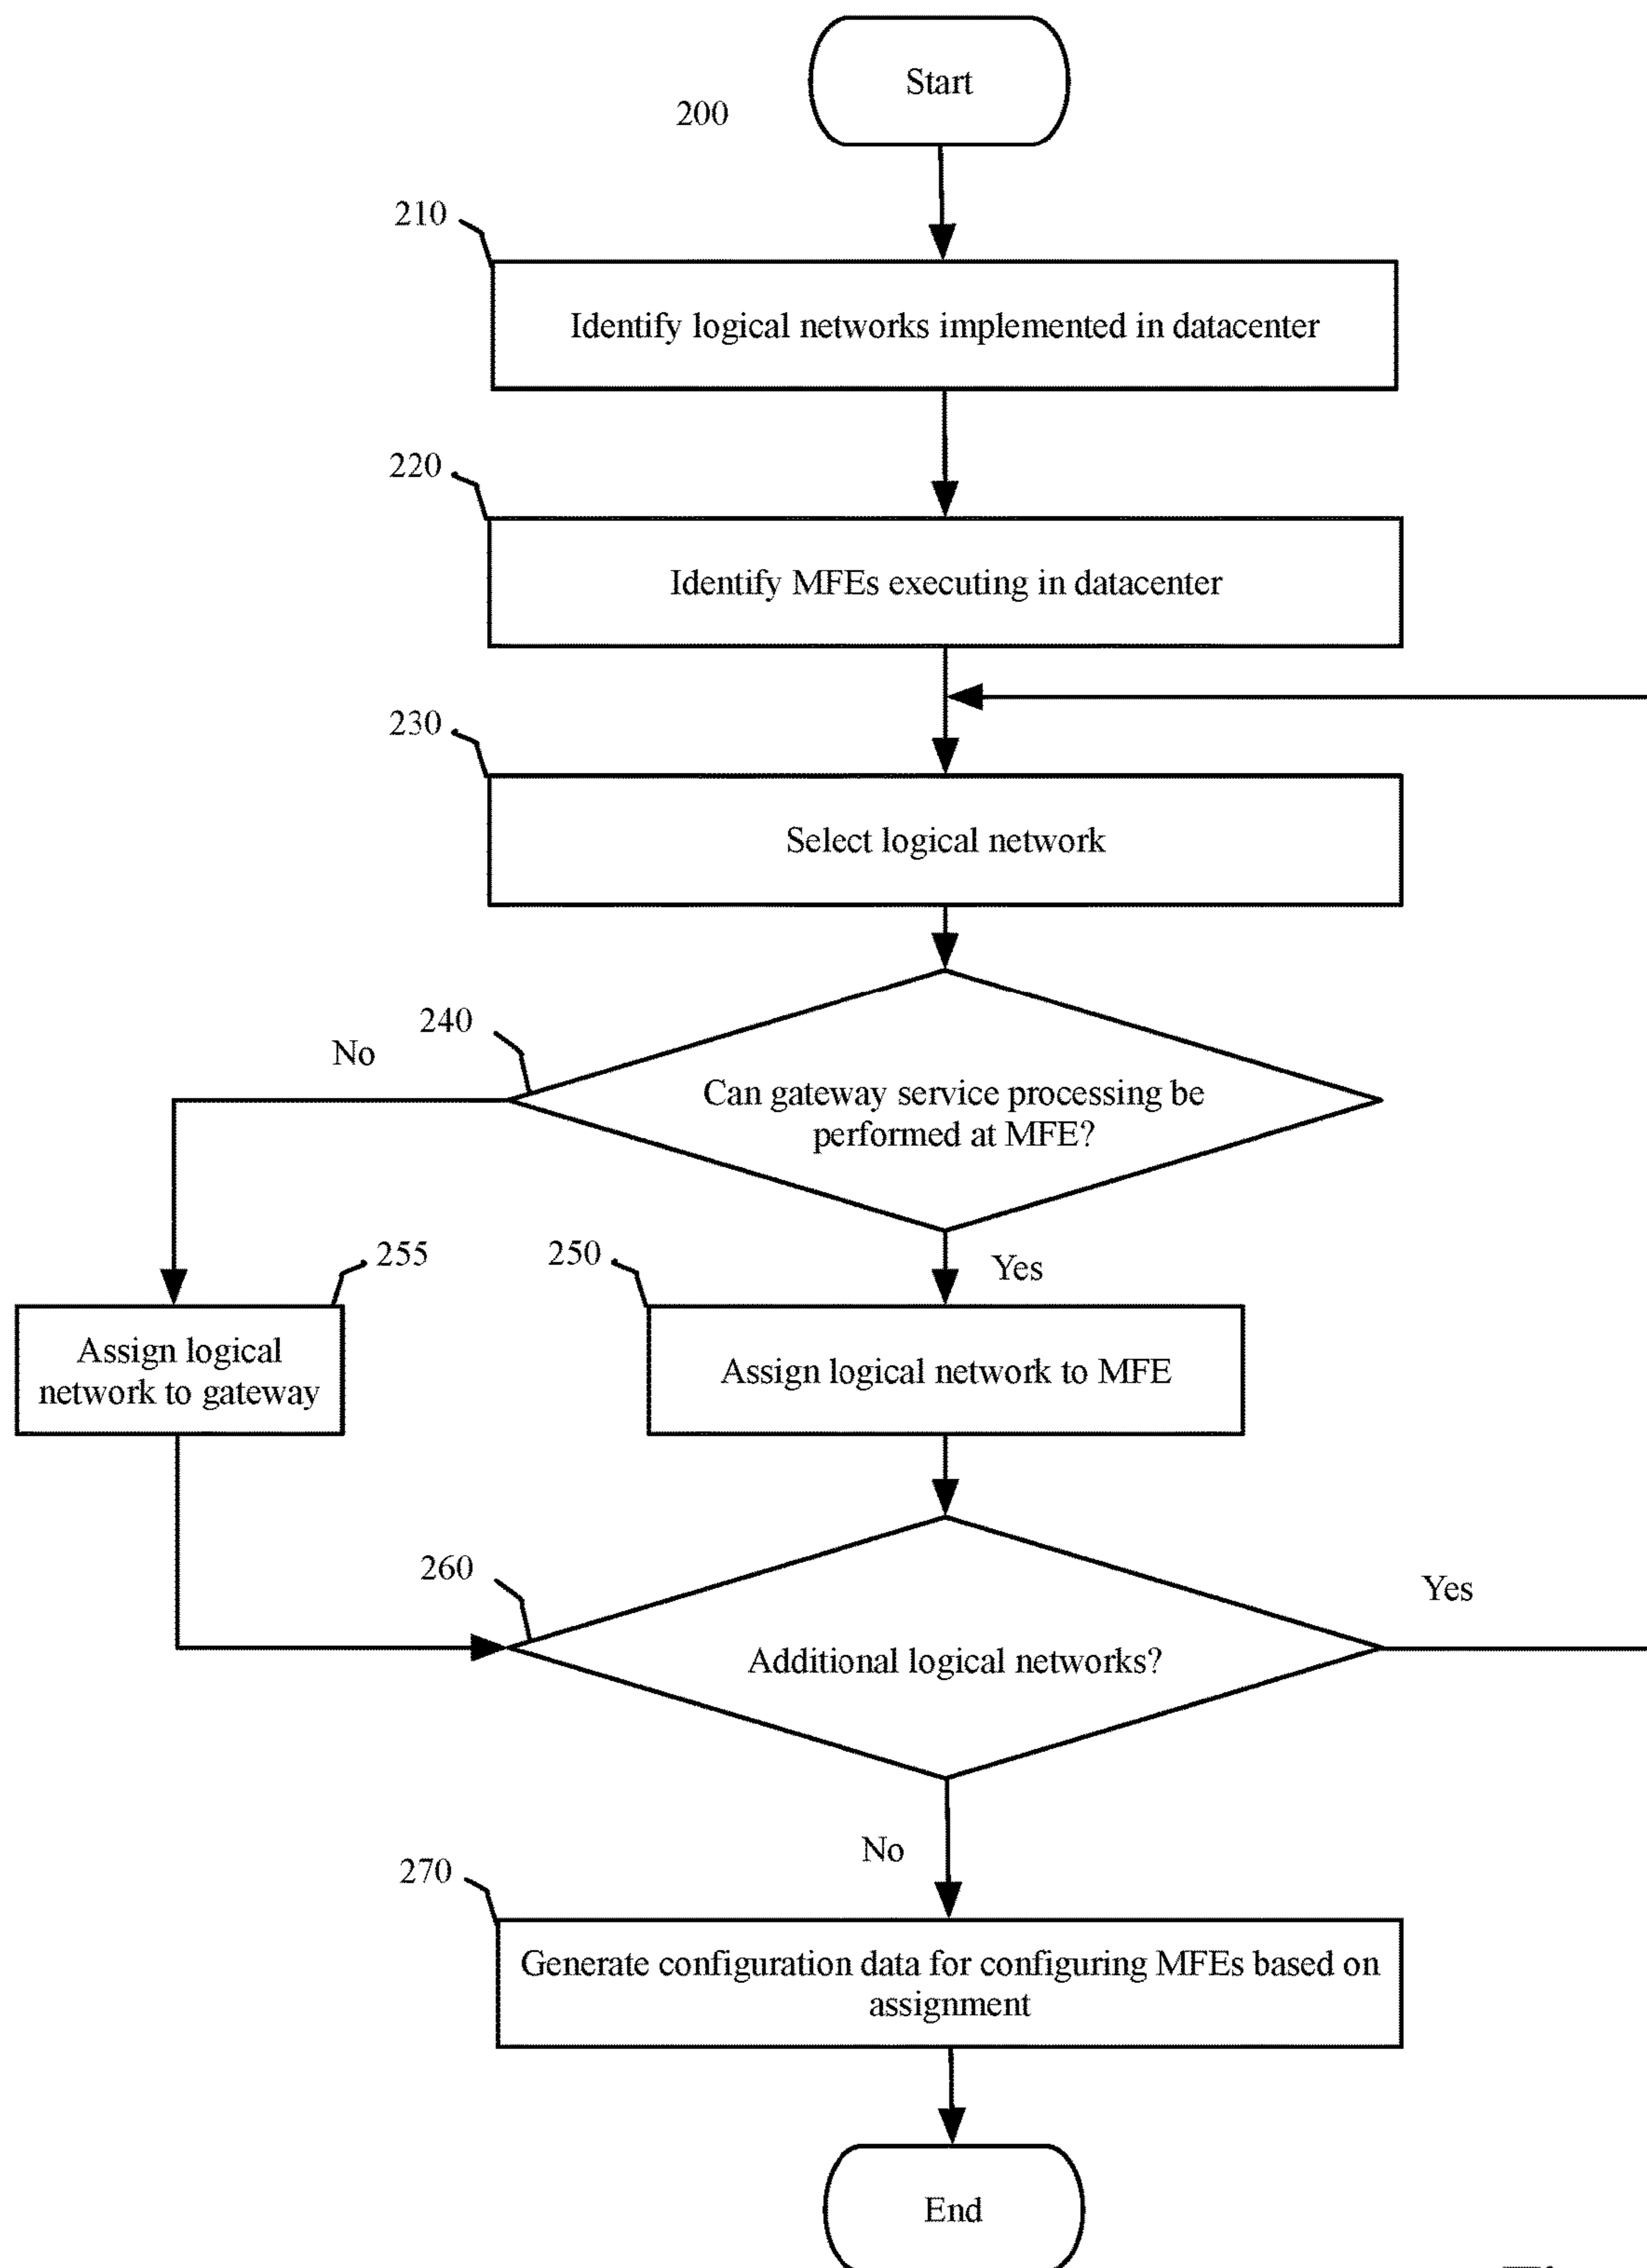 Start
200
210
Identify logical networks implemented in datacenter
220
Identify MFEs executing in datacenter
230
Select logical network
240
No
Can gateway service processing be
performed at MFE?
Yes
255
250
Assign logical
network to gateway
Assign logical network to MFE
260
Yes
Additional logical networks?
No
270
Generate configuration data for configuring MFEs based on
assignment
End